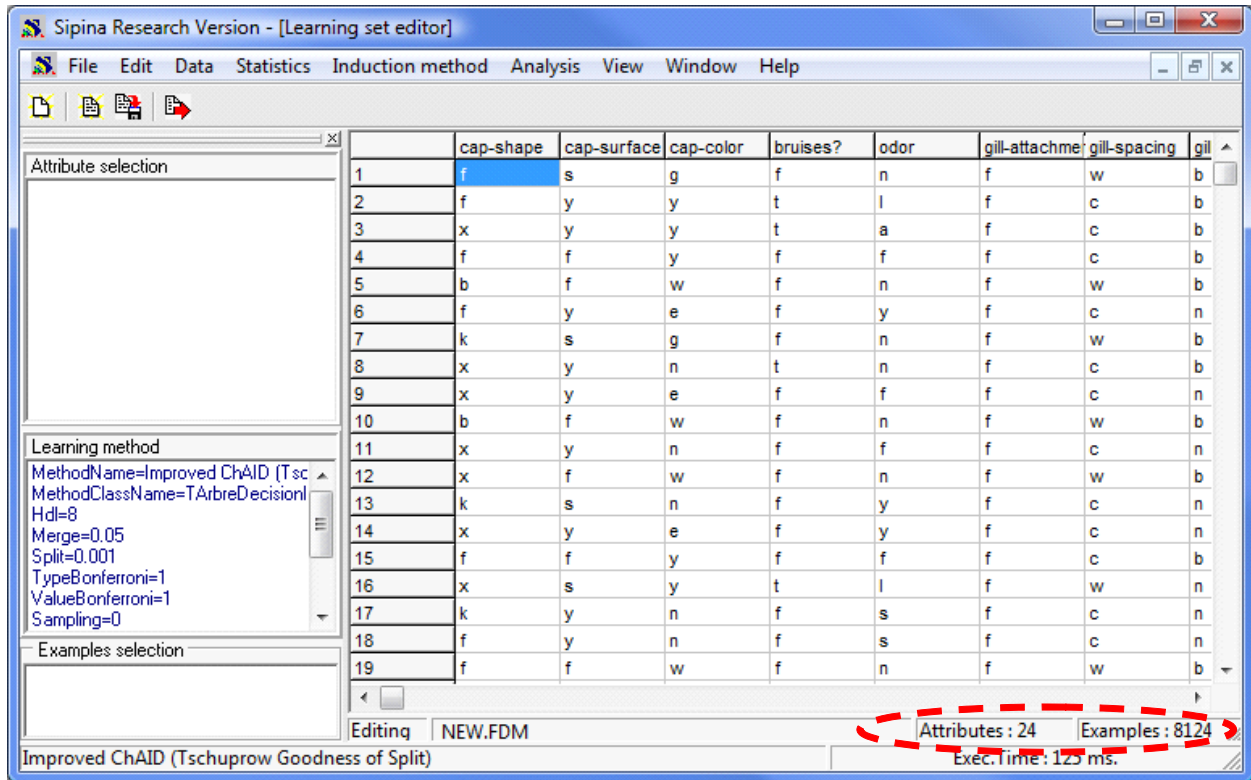 Sipina Research Version - [Learning set editor]
File Edit Data Statistics Induction method Analysis View Window Help
Attribute selection
Learning method
MethodName=Improved ChAID (Tsc
MethodClassName=TArbreDecisionI
Hdl=8
Merge=0.05
Split=0.001
TypeBonferroni=1
ValueBonferroni=1
Sampling=0
Examples selection
cap-shape cap-surface cap-color bruises? odor gill-attachme gill-spacing gil
1 f s g f n f w b
2 f y y t l f c b
3 x y y t a f c b
4 f f y f f f c b
5 b f w f n f w b
6 f y e f y f c n
7 k s g f n f w b
8 x y n t n f c b
9 x y e f f f c n
10 b f w f n f w b
11 x y n f f f c n
12 x f w f n f w b
13 k s n f y f c n
14 x y e f y f c n
15 f f y f f f c b
16 x s y t l f w n
17 k y n f s f c n
18 f y n f s f c n
19 f f w f n f w b
Editing NEW.FDM Attributes : 24 Examples : 8124
Improved ChAID (Tschuprow Goodness of Split) Exec.Time : 125 ms.